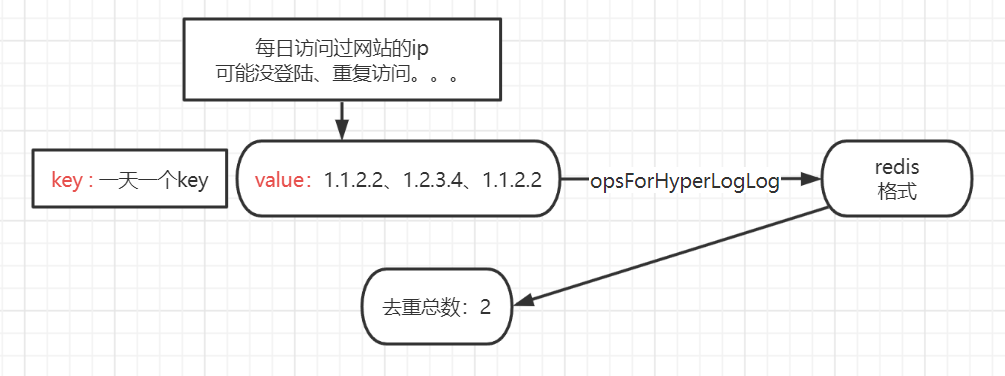 每日访问过网站的ip
可能没登陆、重复访问。。。
key : 一天一个key
value：1.1.2.2、1.2.3.4、1.1.2.2
opsForHyperLogLog
redis
格式
去重总数：2